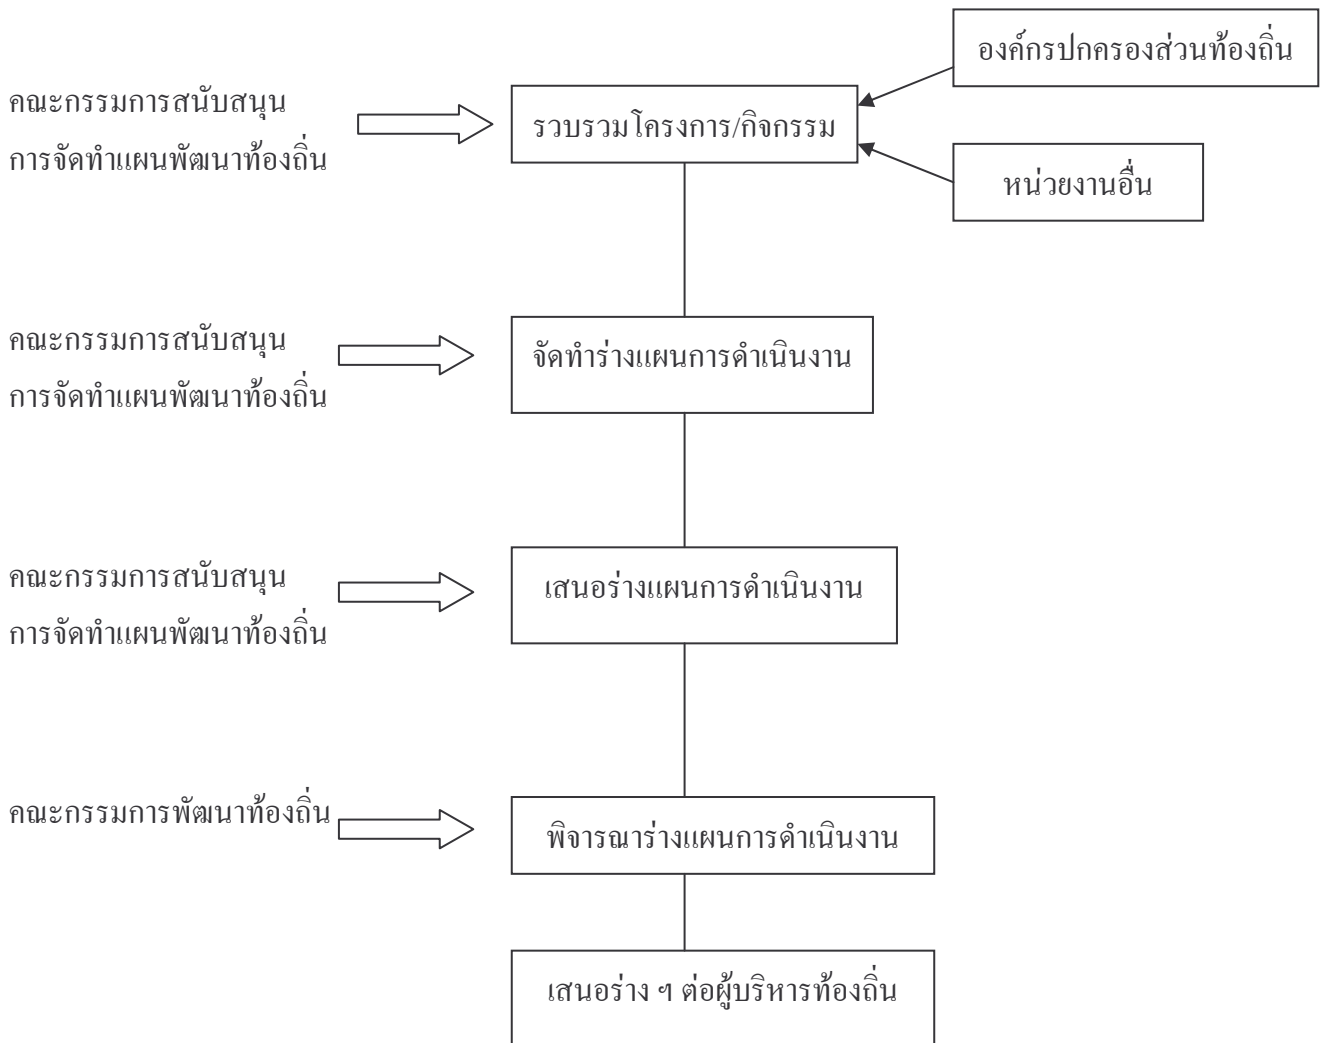 องค์กรปกครองส่วนท้องถิ่น
คณะกรรมการสนับสนุน
การจัดทำแผนพัฒนาท้องถิ่น
รวบรวมโครงการ/กิจกรรม
หน่วยงานอื่น
คณะกรรมการสนับสนุน
การจัดทำแผนพัฒนาท้องถิ่น
จัดทำร่างแผนการดำเนินงาน
คณะกรรมการสนับสนุน
การจัดทำแผนพัฒนาท้องถิ่น
เสนอร่างแผนการดำเนินงาน
คณะกรรมการพัฒนาท้องถิ่น
พิจารณาร่างแผนการดำเนินงาน
เสนอร่าง ฯ ต่อผู้บริหารท้องถิ่น